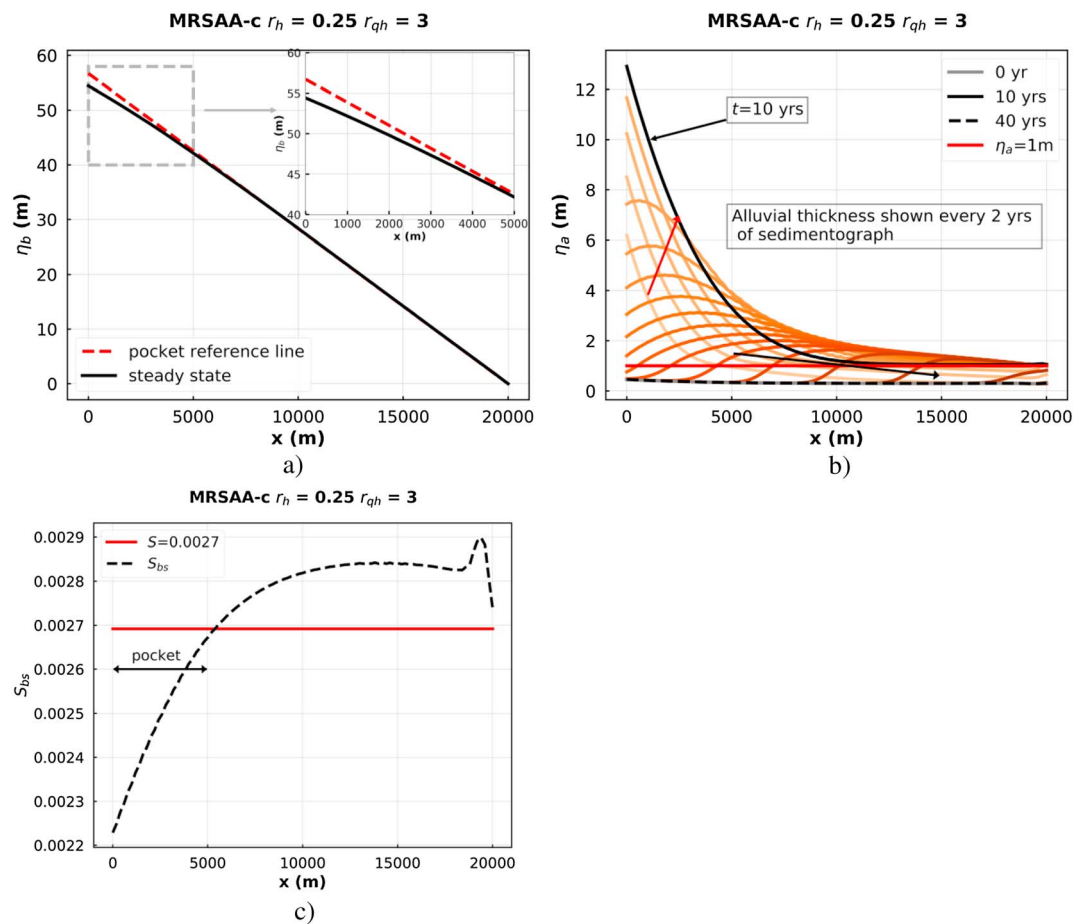 MRSAA-c r_h = 0.25 r_qh = 3
60
50
40
30
20
10
0
η_b (m)
0
5000
10000
15000
20000
x (m)
pocket reference line
steady state
60
55
50
45
40
η_b (m)
0
1000
2000
3000
4000
5000
x (m)
a)
MRSAA-c r_h = 0.25 r_qh = 3
12
10
8
6
4
2
0
η_a (m)
0
5000
10000
15000
20000
x (m)
t=10 yrs
0 yr
10 yrs
40 yrs
η_a=1m
Alluvial thickness shown every 2 yrs
of sedimentograph
b)
MRSAA-c r_h = 0.25 r_qh = 3
0.0029
0.0028
0.0027
0.0026
0.0025
0.0024
0.0023
0.0022
S_bs
S=0.0027
S_bs
pocket
0
5000
10000
15000
20000
x (m)
c)